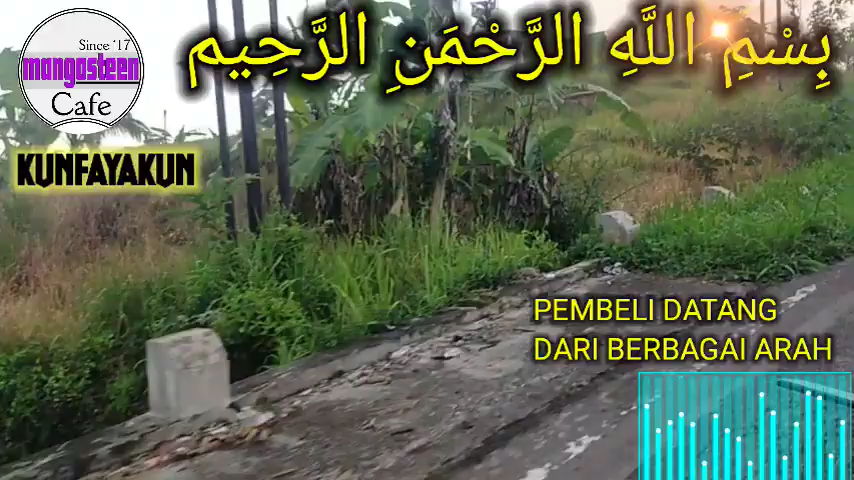 Since '17
mangosteen
Cafe
بِسْمِ اللَّهِ الرَّحْمَنِ الرَّحِيم
KUNFAYAKUN
PEMBELI DATANG
DARI BERBAGAI ARAH